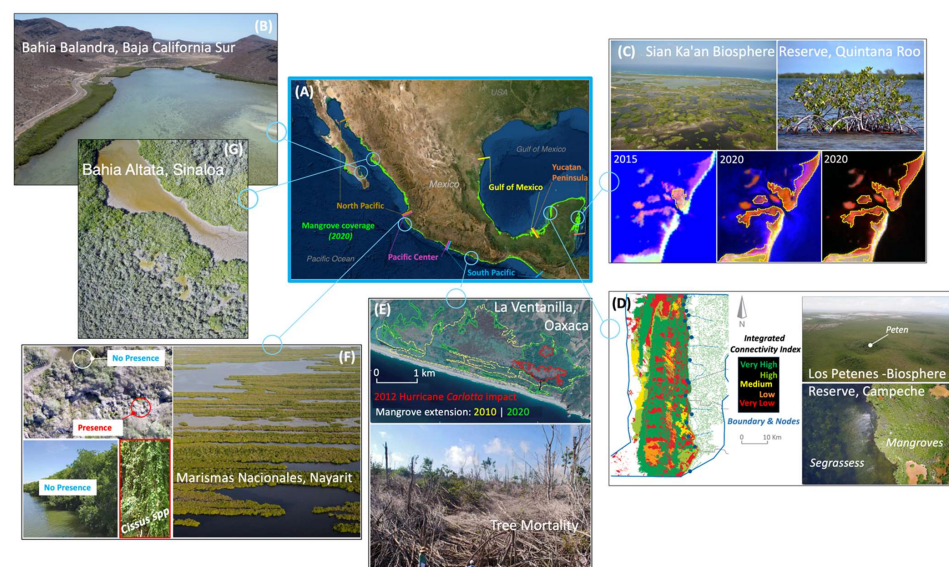 (B)
Bahia Balandra, Baja California Sur
(G)
Bahia Altata, Sinaloa
(A)
USA
Gulf of Mexico
Mexico
Gulf of Mexico
Yucatan
Peninsula
North Pacific
Mangrove coverage
(2020)
Pacific Ocean
Pacific Center
South Pacific
(C) Sian Ka'an Biosphere Reserve, Quintana Roo
2015
2020
2020
(D)
N
Integrated
Connectivity Index
Very High
High
Medium
Low
Very Low
Boundary & Nodes
0 10 Km
Peten
Los Petenes -Biosphere
Reserve, Campeche
Mangroves
Segrassess
(E)
La Ventanilla,
Oaxaca
0 1 km
2012 Hurricane Carlotta impact
Mangrove extension: 2010 | 2020
Tree Mortality
(F)
No Presence
Presence
No Presence
Cissus spp
Marismas Nacionales, Nayarit